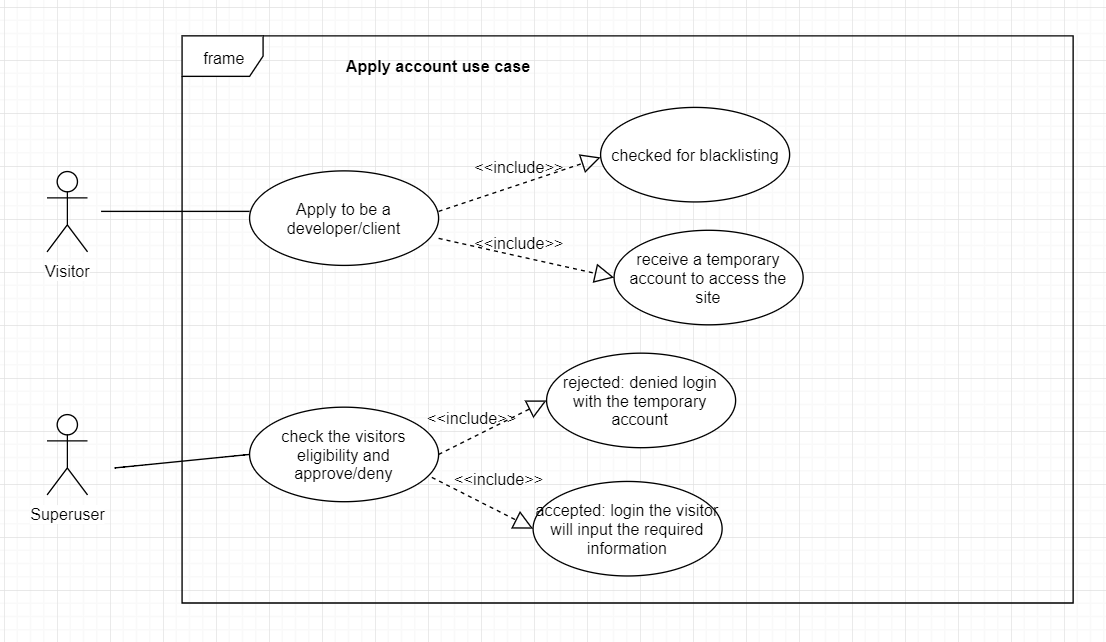 frame
Apply account use case
<<include>>
checked for blacklisting
Visitor
Apply to be a
developer/client
<<include>>
receive a temporary
account to access the
site
rejected: denied login
with the temporary
account
<<include>>
check the visitors
eligibility and
approve/deny
<<include>>
Superuser
accepted: login the visitor
will input the required
information